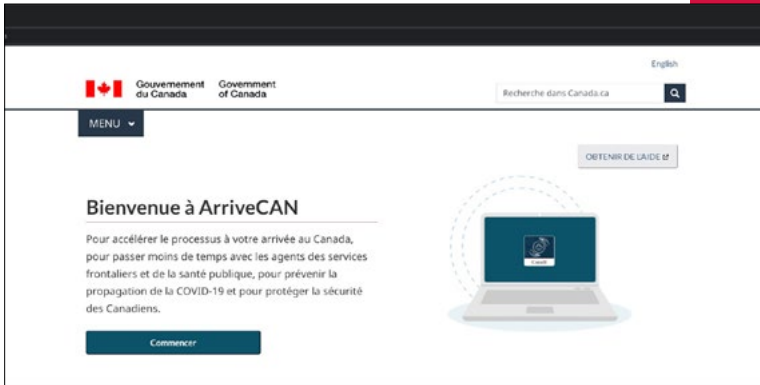 English
Gouvernement Government
du Canada of Canada
Recherche dans Canada.ca
MENU
OBTENIR DE L'AIDE
Bienvenue à ArriveCAN
Pour accélérer le processus à votre arrivée au Canada,
pour passer moins de temps avec les agents des services
frontaliers et de la santé publique, pour prévenir la
propagation de la COVID-19 et pour protéger la sécurité
des Canadiens.
Commencer